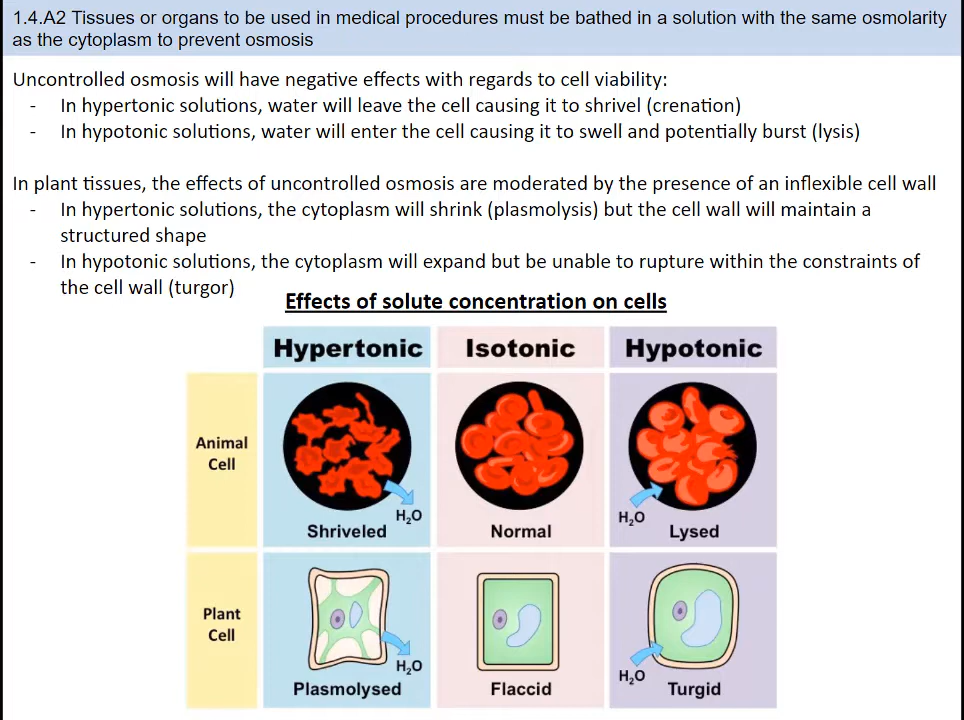 1.4.A2 Tissues or organs to be used in medical procedures must be bathed in a solution with the same osmolarity
as the cytoplasm to prevent osmosis
Uncontrolled osmosis will have negative effects with regards to cell viability:
- In hypertonic solutions, water will leave the cell causing it to shrivel (crenation)
- In hypotonic solutions, water will enter the cell causing it to swell and potentially burst (lysis)
In plant tissues, the effects of uncontrolled osmosis are moderated by the presence of an inflexible cell wall
- In hypertonic solutions, the cytoplasm will shrink (plasmolysis) but the cell wall will maintain a
structured shape
- In hypotonic solutions, the cytoplasm will expand but be unable to rupture within the constraints of
the cell wall (turgor)
Effects of solute concentration on cells
Hypertonic Isotonic Hypotonic
Animal
Cell
H₂O
H₂O
Shriveled Normal Lysed
Plant
Cell
H₂O
H₂O
Plasmolysed Flaccid Turgid